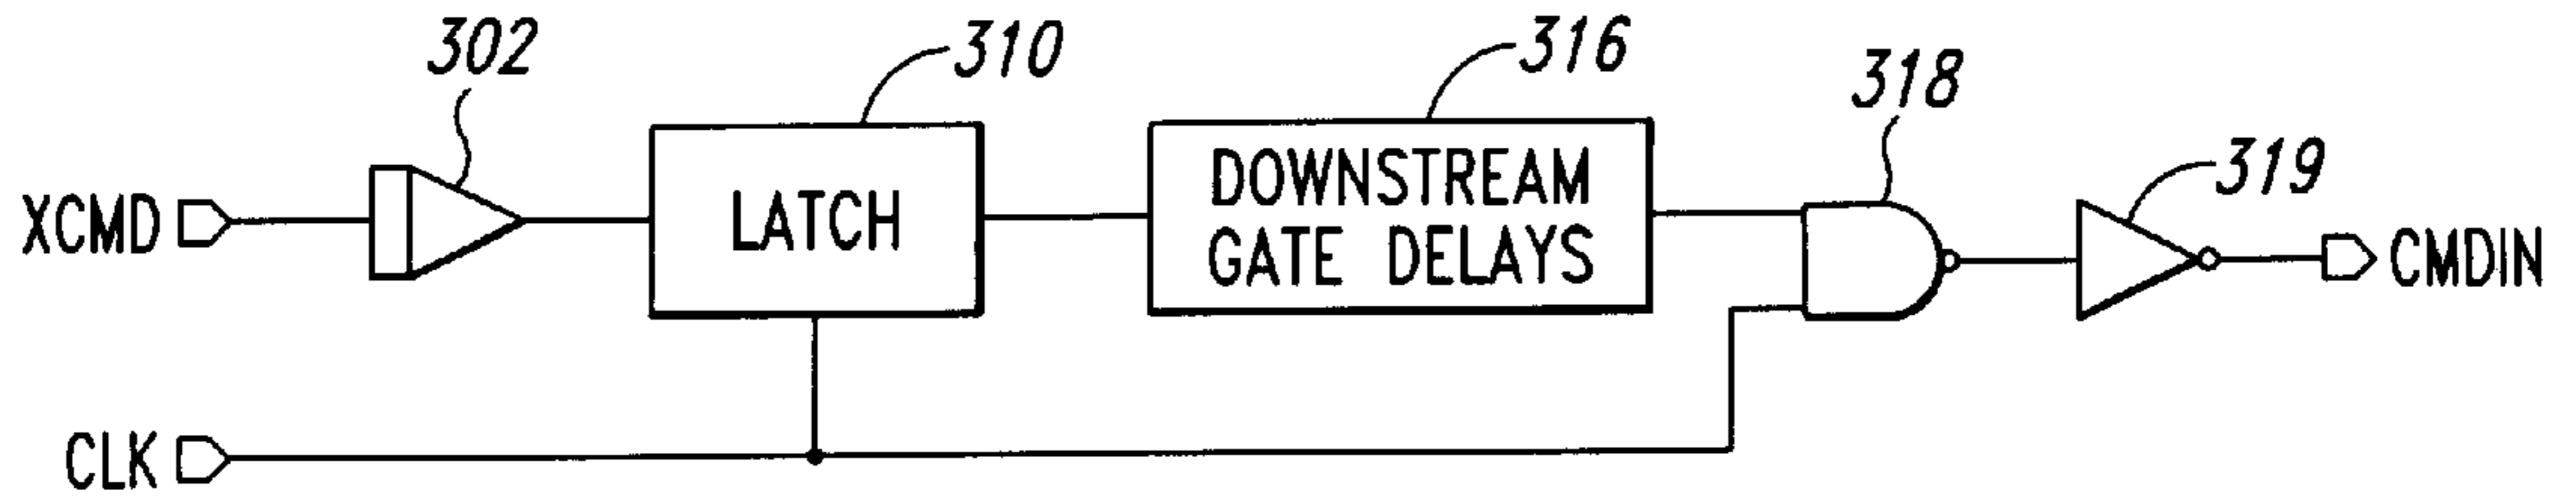 302
310
316
318
319
XCMD
LATCH
DOWNSTREAM
GATE DELAYS
CMDIN
CLK